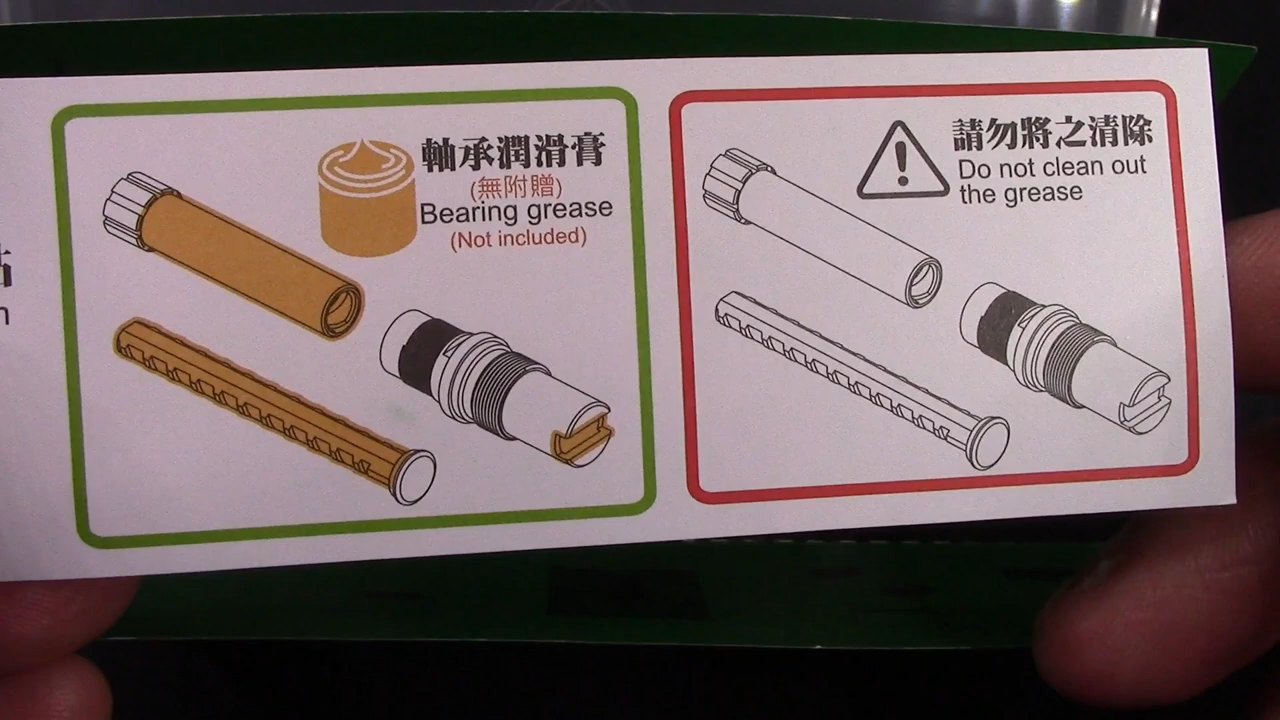 軸承潤滑膏
(無附贈)
Bearing grease
(Not included)
請勿將之清除
Do not clean out
the grease